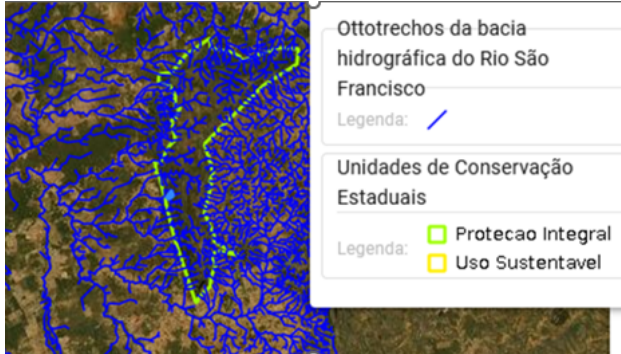 Ottotrechos da bacia
hidrográfica do Rio São
Francisco
Legenda:
Unidades de Conservação
Estaduais
Legenda:
Protecao Integral
Uso Sustentavel